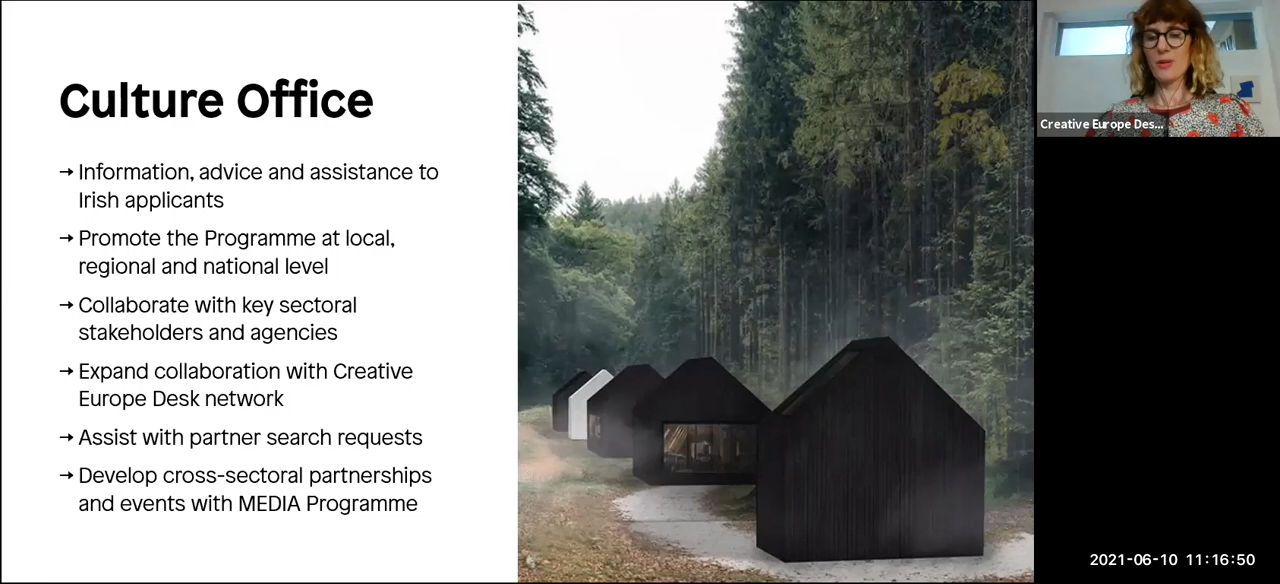 Culture Office
→ Information, advice and assistance to
Irish applicants
→ Promote the Programme at local,
regional and national level
→ Collaborate with key sectoral
stakeholders and agencies
→ Expand collaboration with Creative
Europe Desk network
→ Assist with partner search requests
→ Develop cross-sectoral partnerships
and events with MEDIA Programme
Creative Europe Des...
2021-06-10 11:16:50